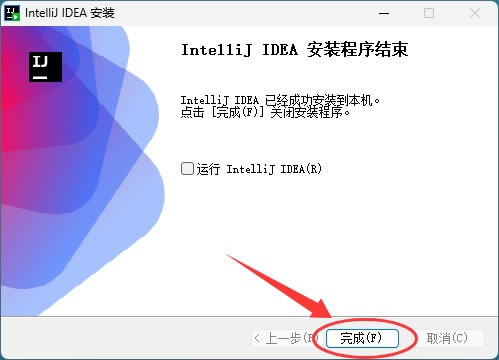 IntelliJ IDEA 安装
IJ
IntelliJ IDEA 安装程序结束
IntelliJ IDEA 已经成功安装到本机。
点击 [完成(F)] 关闭安装程序。
运行 IntelliJ IDEA(R)
< 上一步(P) 完成(F) 取消(C)